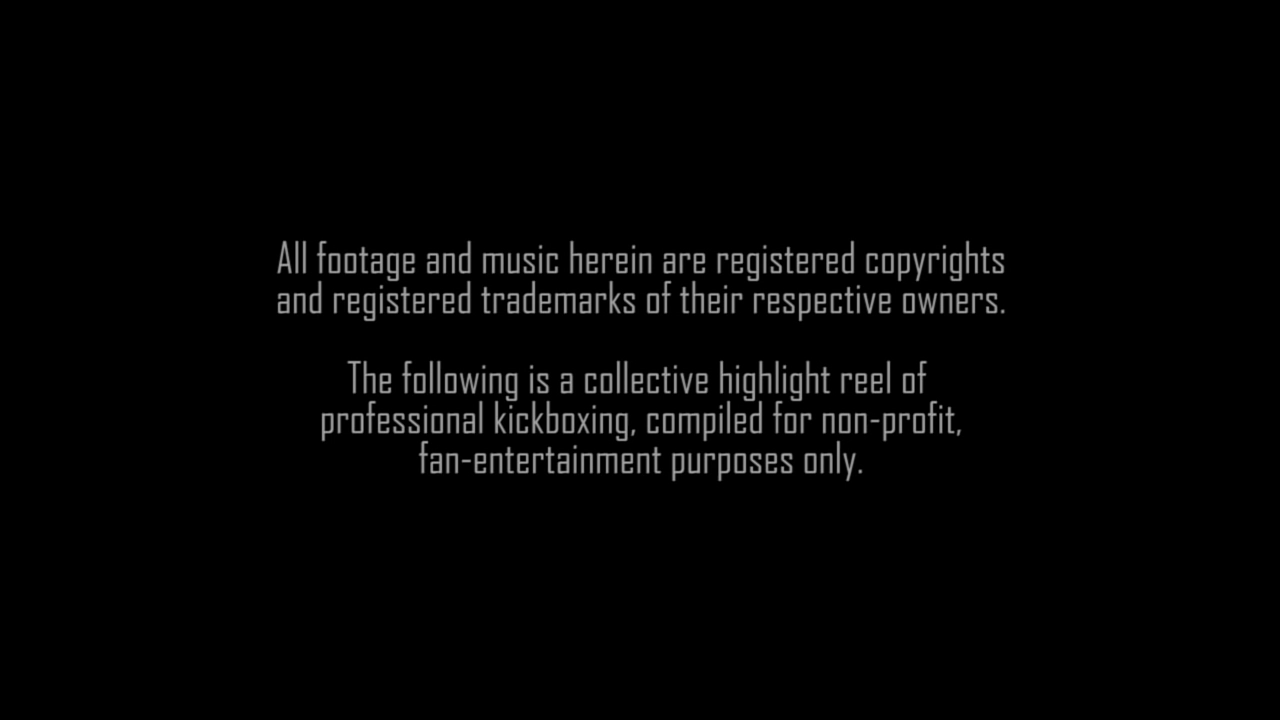 All footage and music herein are registered copyrights
and registered trademarks of their respective owners.
The following is a collective highlight reel of
professional kickboxing, compiled for non-profit,
fan-entertainment purposes only.